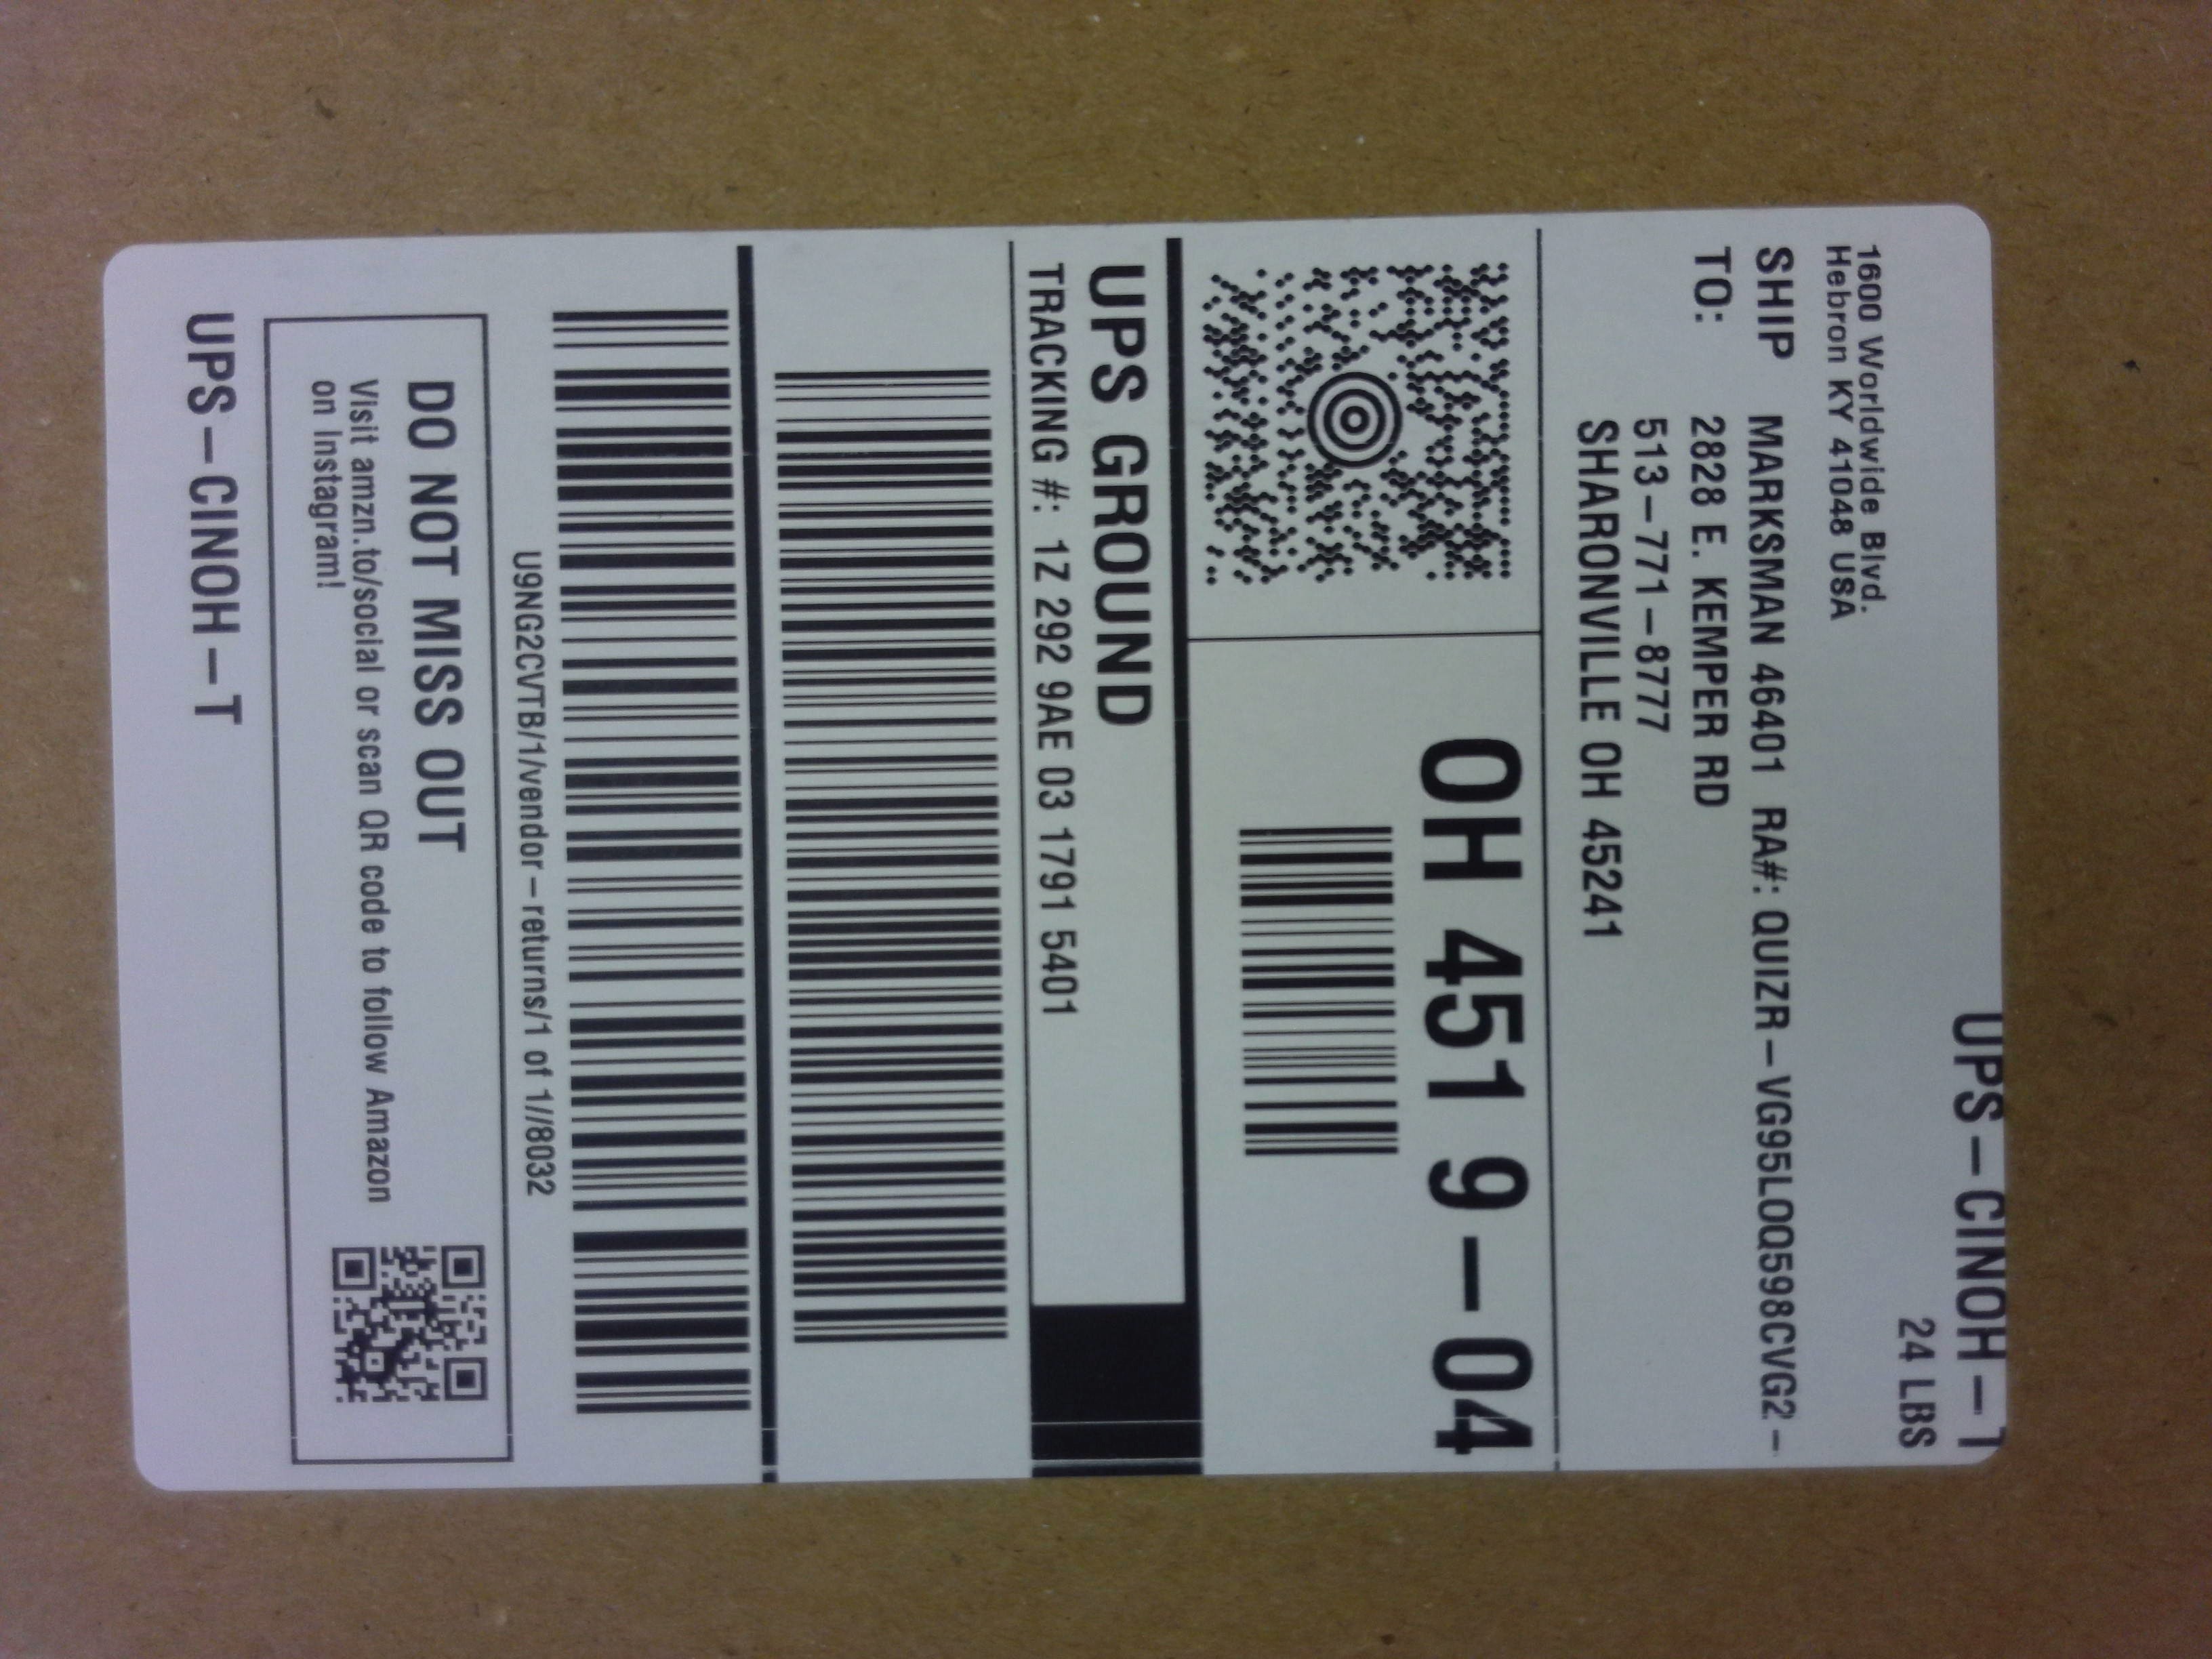 UPS-CINOH-T
24 LBS
1600 Worldwide Blvd.
Hebron KY 41048 USA
SHIP MARKSMAN 46401 RA#: QUIZR-VG95LOQ598CVG2-
TO: 2828 E. KEMPER RD
513-771-8777
SHARONVILLE OH 45241
OH 451 9-04
UPS GROUND
TRACKING #: 1Z 292 9AE 03 1791 5401
U9NG2CVTB/1/vendor-returns/1 of 1//8032
DO NOT MISS OUT
Visit amzn.to/social or scan QR code to follow Amazon
on Instagram!
UPS-CINOH-T